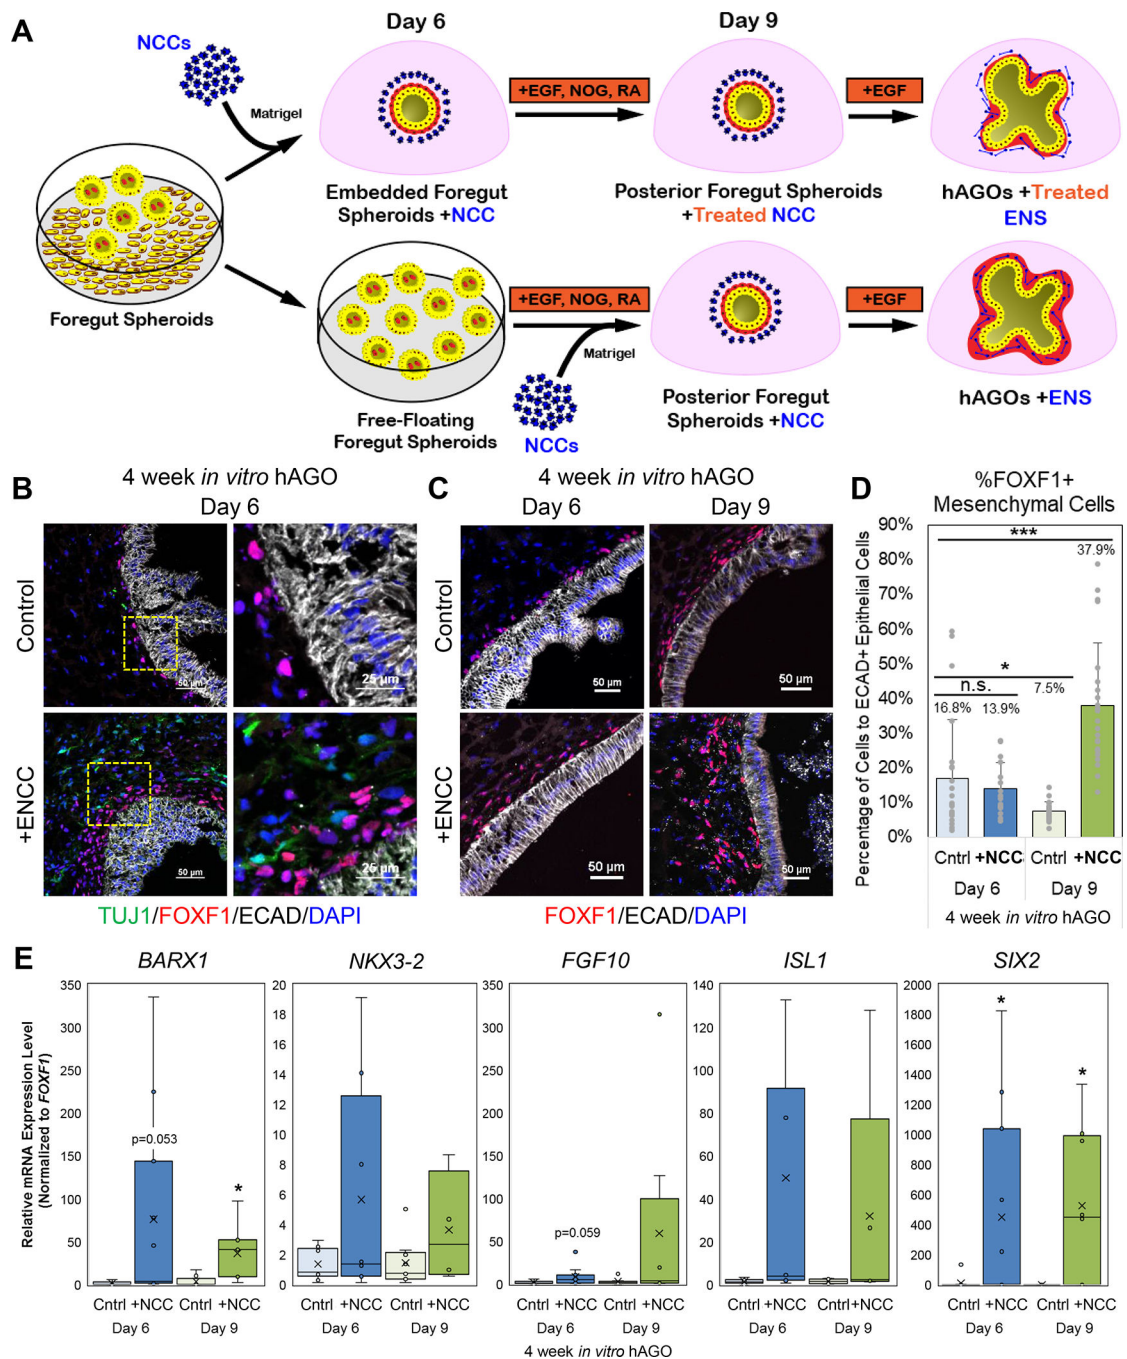 A
Day 6
Day 9
NCCs
Matrigel
+EGF, NOG, RA
+EGF
Embedded Foregut
Spheroids +NCC
Posterior Foregut Spheroids
+Treated NCC
hAGOs +Treated
ENS
Foregut Spheroids
+EGF, NOG, RA
+EGF
Matrigel
NCCs
Free-Floating
Foregut Spheroids
Posterior Foregut
Spheroids +NCC
hAGOs +ENS
B
4 week in vitro hAGO
Day 6
Control
+ENCC
50 µm
25 µm
50 µm
25 µm
TUJ1/FOXF1/ECAD/DAPI
C
4 week in vitro hAGO
Day 6
Day 9
Control
+ENCC
50 µm
50 µm
50 µm
50 µm
FOXF1/ECAD/DAPI
D
%FOXF1+
Mesenchymal Cells
Percentage of Cells to ECAD+ Epithelial Cells
90%
80%
70%
60%
50%
40%
30%
20%
10%
0%
***
37.9%
*
n.s.
7.5%
16.8%
13.9%
Cntrl +NCC Cntrl +NCC
Day 6
Day 9
4 week in vitro hAGO
E
Relative mRNA Expression Level
(Normalized to FOXF1)
BARX1
350
300
250
200
150
100
50
0
p=0.053
*
Cntrl +NCC Cntrl +NCC
Day 6
Day 9
NKX3-2
20
18
16
14
12
10
8
6
4
2
0
Cntrl +NCC Cntrl +NCC
Day 6
Day 9
FGF10
350
300
250
200
150
100
50
0
p=0.059
Cntrl +NCC Cntrl +NCC
Day 6
Day 9
4 week in vitro hAGO
ISL1
140
120
100
80
60
40
20
0
Cntrl +NCC Cntrl +NCC
Day 6
Day 9
SIX2
2000
1800
1600
1400
1200
1000
800
600
400
200
0
*
*
Cntrl +NCC Cntrl +NCC
Day 6
Day 9